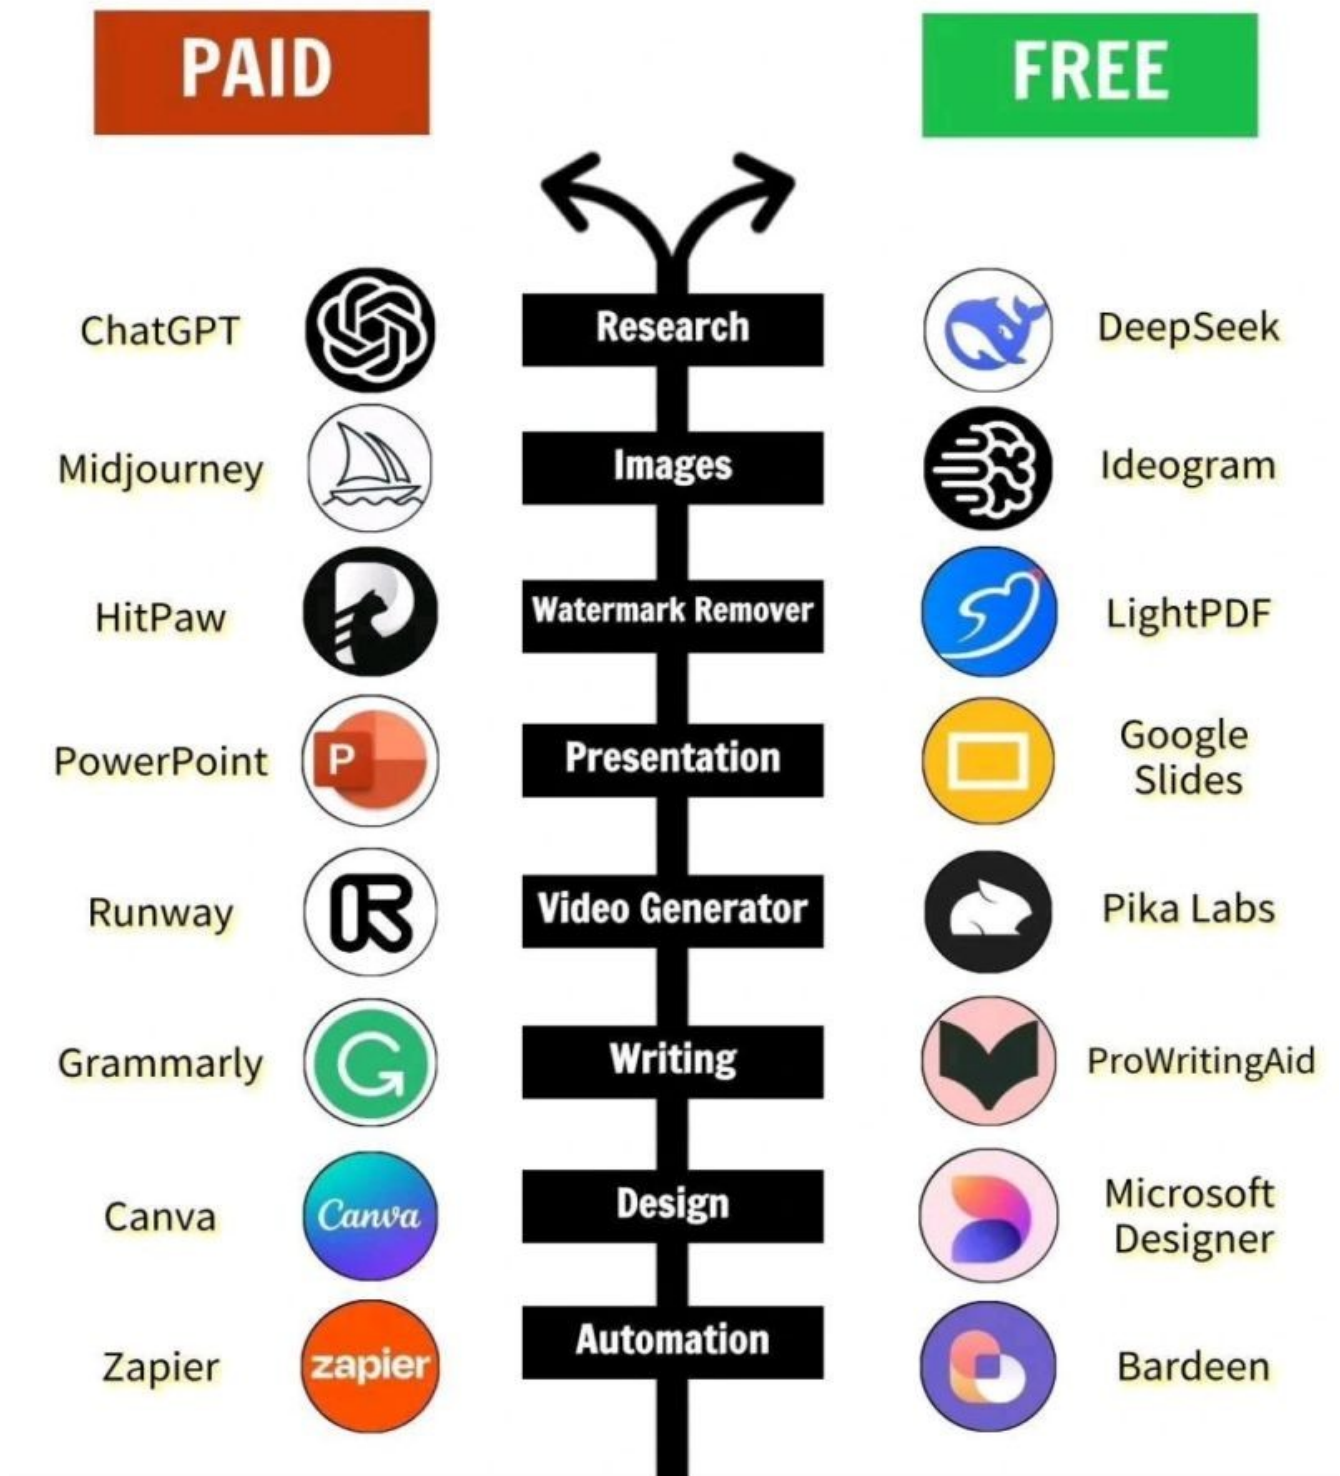 PAID
FREE
ChatGPT
Research
DeepSeek
Midjourney
Images
Ideogram
HitPaw
Watermark Remover
LightPDF
PowerPoint
P
Presentation
Google
Slides
Runway
R
Video Generator
Pika Labs
Grammarly
G
Writing
ProWritingAid
Canva
Canva
Design
Microsoft
Designer
Zapier
zapier
Automation
Bardeen